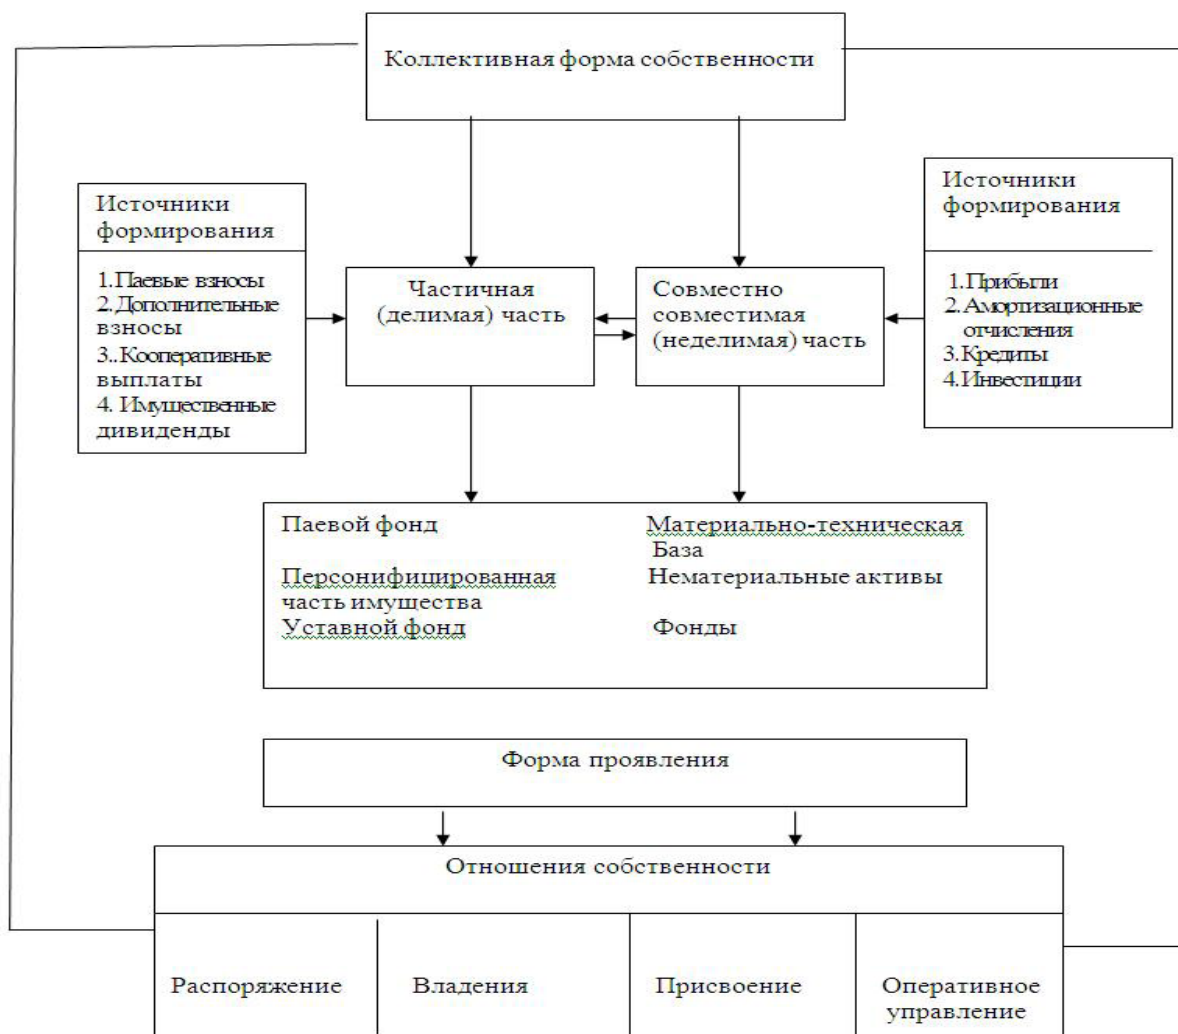 Коллективная форма собственности
Источники
формирования
1.Паевые взносы
2.Дополнительные
взносы
3..Кооперативные
выплаты
4. Имущественные
дивиденды
Частичная
(делимая) часть
Совместно
совместимая
(неделимая) часть
Источники
формирования
1.Прибыли
2.Амортизационные
отчисления
3.Кредиты
4.Инвестиции
Паевой фонд
Персонифицированная
часть имущества
Уставной фонд
Материально-техническая
База
Нематериальные активы
Фонды
Форма проявления
Отношения собственности
Распоряжение
Владения
Присвоение
Оперативное
управление